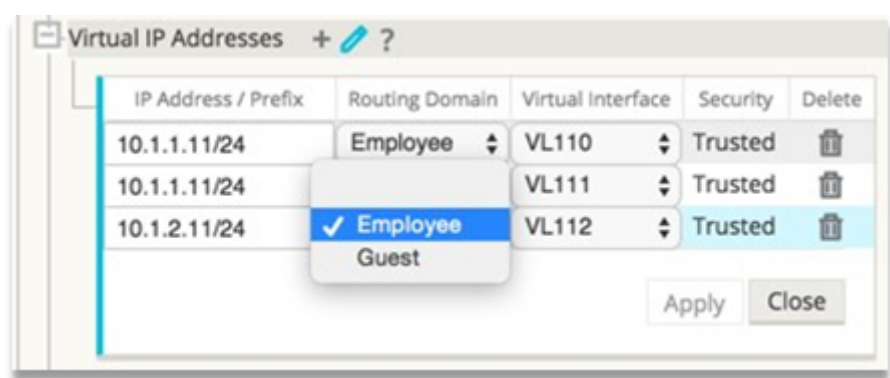 Virtual IP Addresses + ?
IP Address / Prefix Routing Domain Virtual Interface Security Delete
10.1.1.11/24 Employee VL110 Trusted
10.1.1.11/24 VL111 Trusted
10.1.2.11/24 ✓ Employee VL112 Trusted
Guest
Apply Close